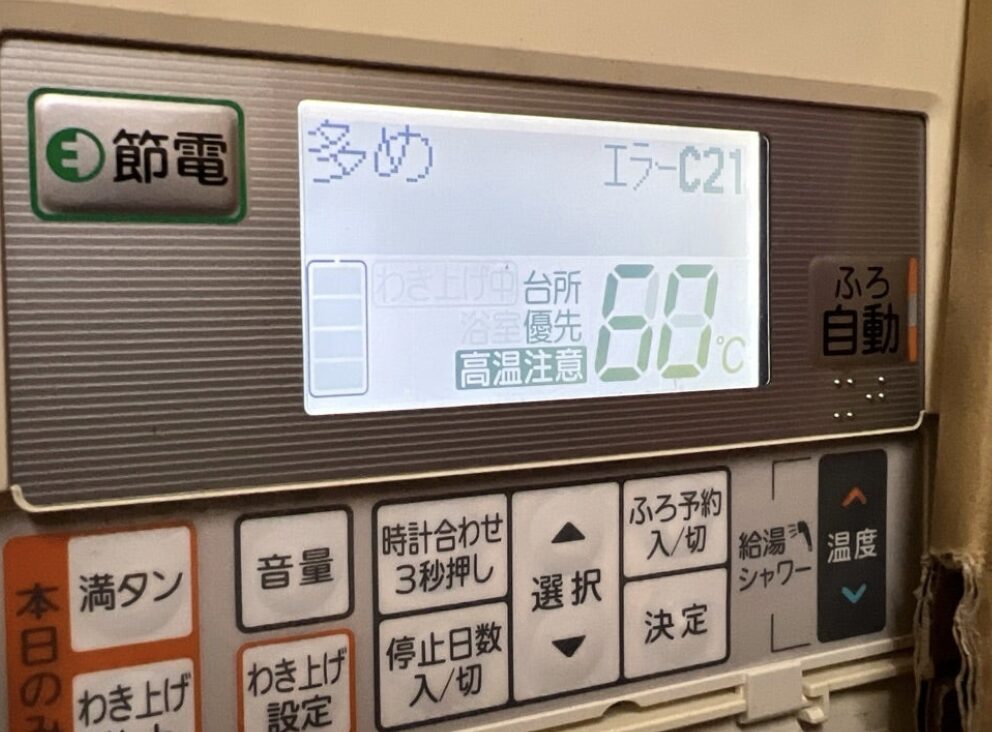 節電
多め
エラーC21
わき上げ中
台所
浴室
優先
高温注意
60℃
ふろ
自動
本日のみ
満タン
わき上げ
音量
わき上げ
設定
時計合わせ
3秒押し
停止日数
入/切
▲
選択
▼
ふろ予約
入/切
決定
給湯
シャワー
温度